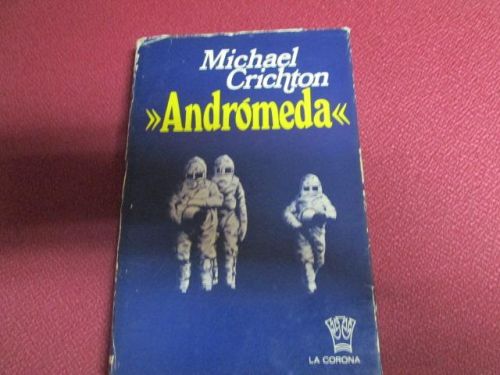 Michael
Crichton
»Andrómeda«
LA CORONA